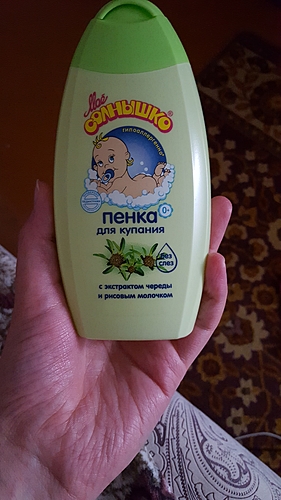 Моё
СОЛНЫШКО®
гипоаллергенно
пенка
0+
для купания
без
слёз
с экстрактом череды
и рисовым молочком